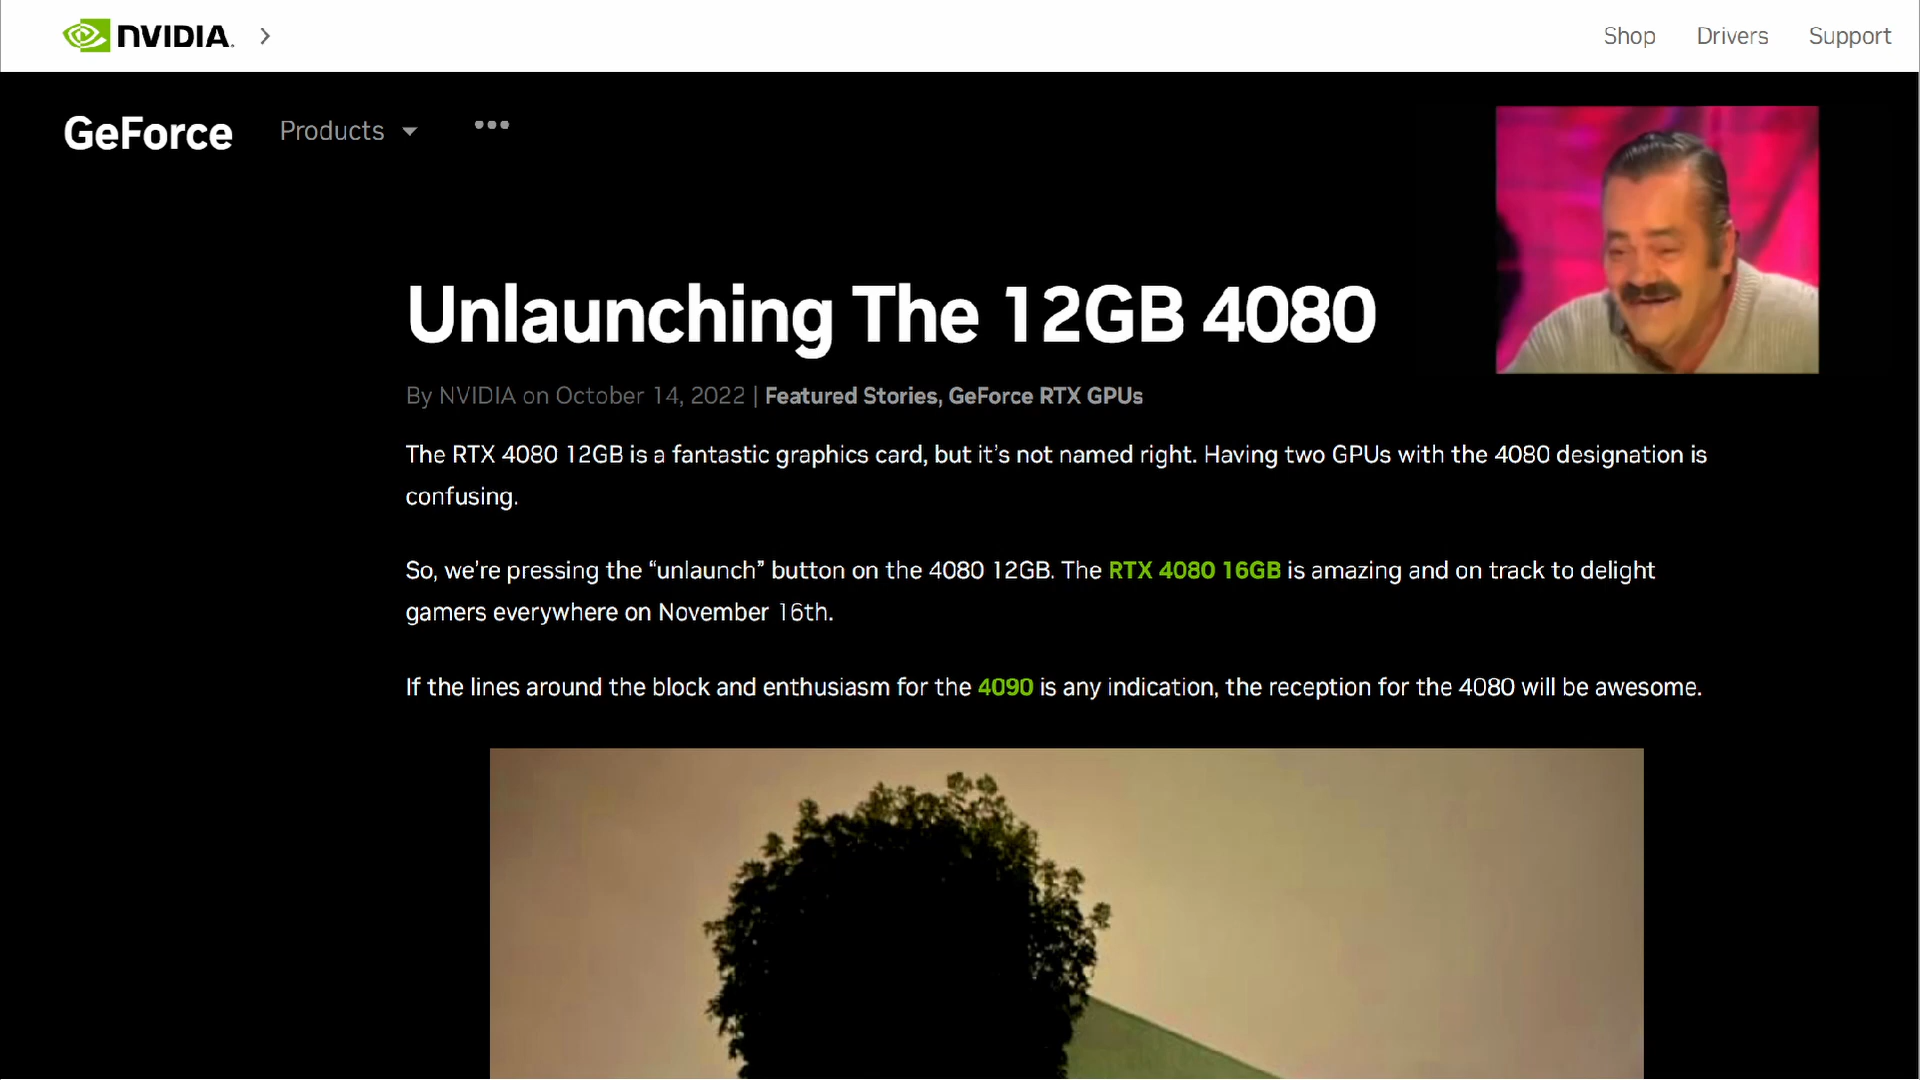 NVIDIA.
Shop Drivers Support
GeForce Products
Unlaunching The 12GB 4080
By NVIDIA on October 14, 2022 | Featured Stories, GeForce RTX GPUs
The RTX 4080 12GB is a fantastic graphics card, but it’s not named right. Having two GPUs with the 4080 designation is
confusing.
So, we’re pressing the “unlaunch” button on the 4080 12GB. The RTX 4080 16GB is amazing and on track to delight
gamers everywhere on November 16th.
If the lines around the block and enthusiasm for the 4090 is any indication, the reception for the 4080 will be awesome.